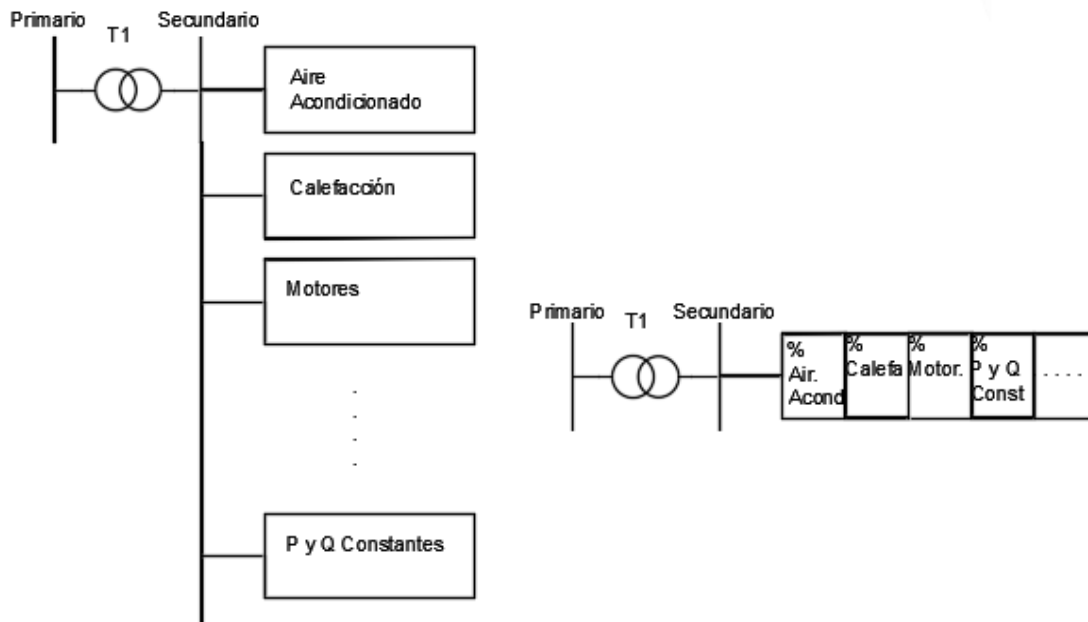 Primario
T1
Secundario
Aire
Acondicionado
Calefacción
Motores
P y Q Constantes
Primario
T1
Secundario
%
Air.
Acond
%
Calefa
%
Motor.
%
P y Q
Const
. . . .